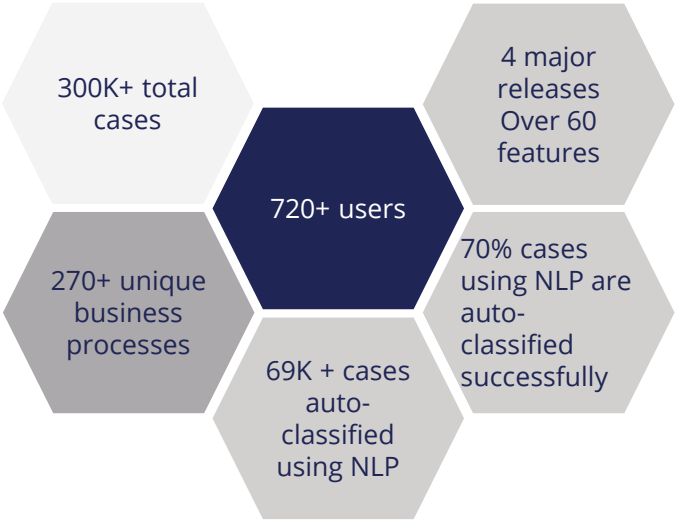 300K+ total
cases
4 major
releases
Over 60
features
720+ users
270+ unique
business
processes
70% cases
using NLP are
auto-
classified
successfully
69K + cases
auto-
classified
using NLP